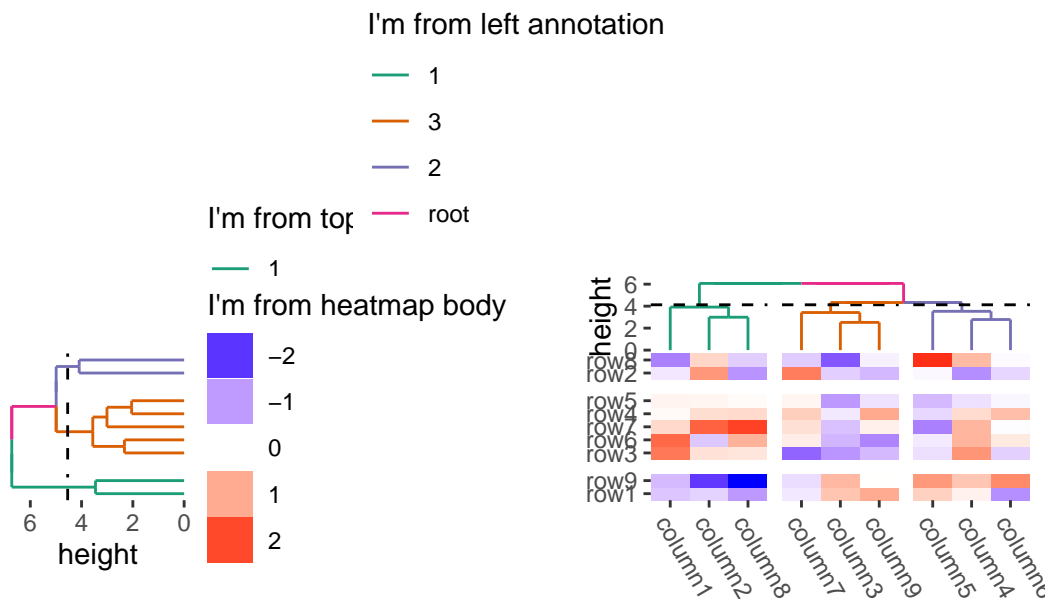 I'm from left annotation
1
3
2
root
I'm from top
1
I'm from heatmap body
−2
−1
0
1
2
6
4
2
0
height
height
6
4
2
0
row8
row2
row5
row4
row7
row6
row3
row9
row1
column1
column2
column8
column7
column3
column9
column5
column4
column6